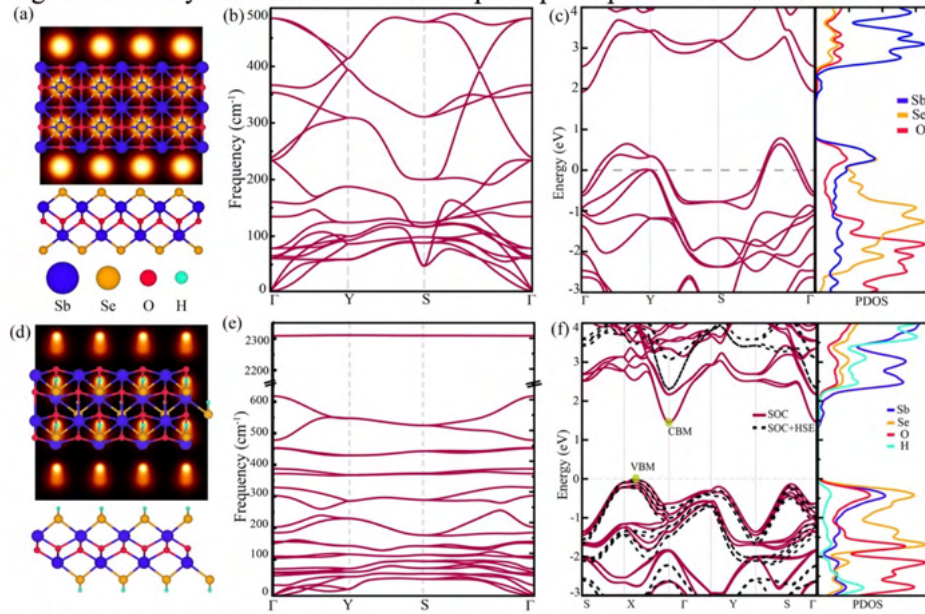 (a)
Sb
Se
O
H
(b)
500
400
300
200
100
0
Frequency (cm⁻¹)
Γ
Y
S
Γ
(c)
4
3
2
1
0
-1
-2
-3
Energy (eV)
Γ
Y
S
Γ
Sb
Se
O
PDOS
(d)
(e)
2300
2200
600
500
400
300
200
100
0
Frequency (cm⁻¹)
Γ
Y
S
Γ
(f)
4
3
2
1
0
-1
-2
-3
Energy (eV)
SOC
SOC+HSE
CBM
VBM
S
X
Γ
Y
S
Γ
Sb
Se
O
H
PDOS